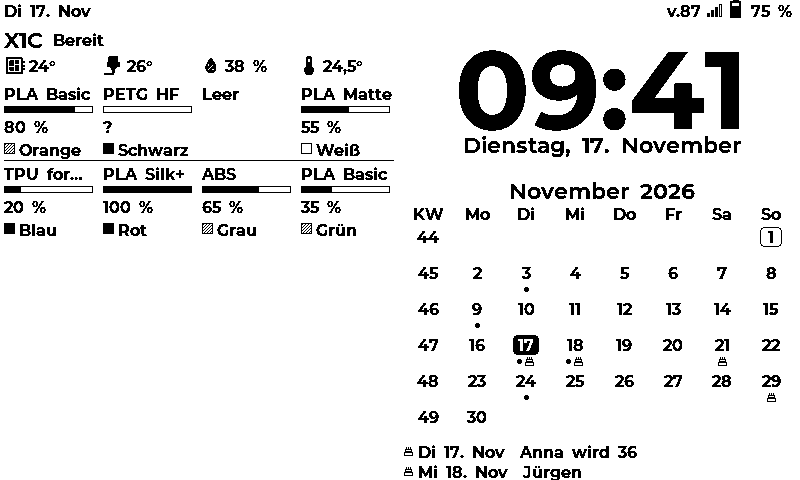 Di 17. Nov
v.87 75 %
X1C Bereit
24° 26° 38 % 24,5°
PLA Basic PETG HF Leer PLA Matte
80 % ? 55 %
Orange Schwarz Weiß
TPU for... PLA Silk+ ABS PLA Basic
20 % 100 % 65 % 35 %
Blau Rot Grau Grün
09:41
Dienstag, 17. November
November 2026
KW Mo Di Mi Do Fr Sa So
44 1
45 2 3 4 5 6 7 8
46 9 10 11 12 13 14 15
47 16 17 18 19 20 21 22
48 23 24 25 26 27 28 29
49 30
Di 17. Nov Anna wird 36
Mi 18. Nov Jürgen